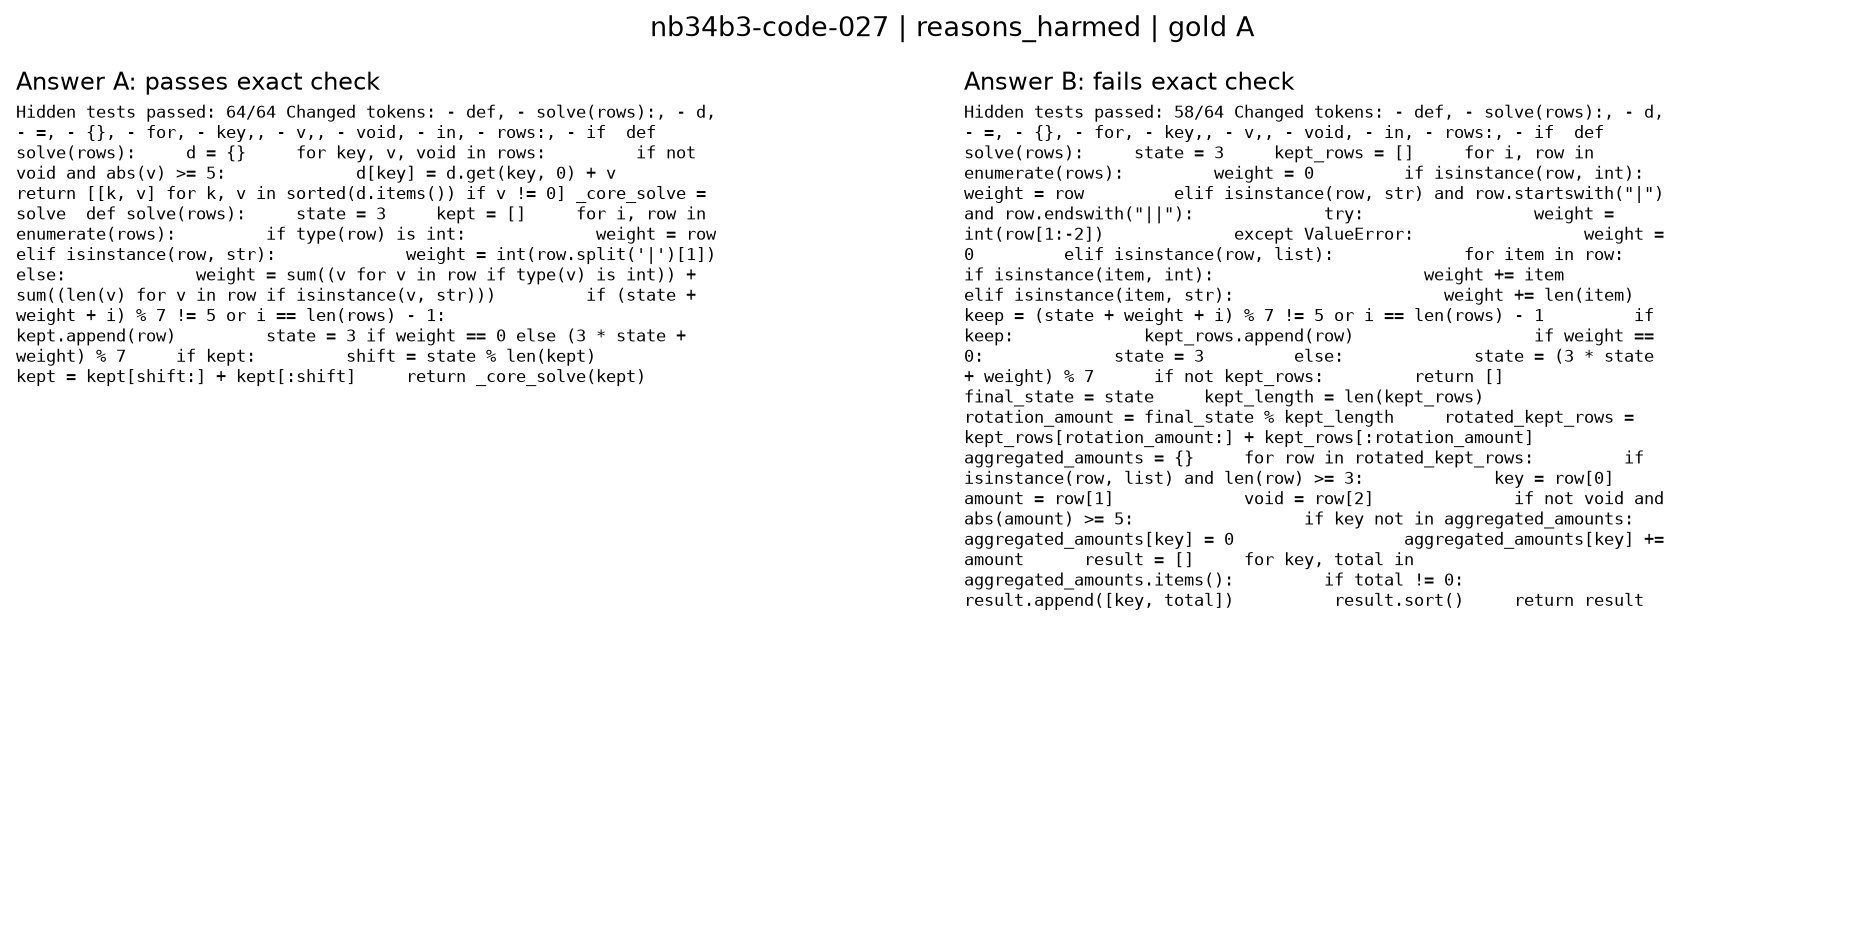 nb34b3-code-027 | reasons_harmed | gold A
Answer A: passes exact check
Hidden tests passed: 64/64 Changed tokens: - def, - solve(rows):, - d,
- =, - {}, - for, - key,, - v,, - void, - in, - rows:, - if  def
solve(rows):     d = {}     for key, v, void in rows:         if not
void and abs(v) >= 5:             d[key] = d.get(key, 0) + v
return [[k, v] for k, v in sorted(d.items()) if v != 0] _core_solve =
solve  def solve(rows):     state = 3     kept = []     for i, row in
enumerate(rows):         if type(row) is int:             weight = row
elif isinstance(row, str):             weight = int(row.split('|')[1])
else:             weight = sum((v for v in row if type(v) is int)) +
sum((len(v) for v in row if isinstance(v, str)))         if (state +
weight + i) % 7 != 5 or i == len(rows) - 1:
kept.append(row)         state = 3 if weight == 0 else (3 * state +
weight) % 7     if kept:         shift = state % len(kept)
kept = kept[shift:] + kept[:shift]     return _core_solve(kept)
Answer B: fails exact check
Hidden tests passed: 58/64 Changed tokens: - def, - solve(rows):, - d,
- =, - {}, - for, - key,, - v,, - void, - in, - rows:, - if  def
solve(rows):     state = 3     kept_rows = []     for i, row in
enumerate(rows):         weight = 0         if isinstance(row, int):
weight = row         elif isinstance(row, str) and row.startswith("|")
and row.endswith("||"):             try:                 weight =
int(row[1:-2])             except ValueError:                 weight =
0         elif isinstance(row, list):             for item in row:
if isinstance(item, int):                     weight += item
elif isinstance(item, str):                     weight += len(item)
keep = (state + weight + i) % 7 != 5 or i == len(rows) - 1         if
keep:             kept_rows.append(row)                 if weight ==
0:             state = 3         else:             state = (3 * state
+ weight) % 7      if not kept_rows:         return []
final_state = state     kept_length = len(kept_rows)
rotation_amount = final_state % kept_length     rotated_kept_rows =
kept_rows[rotation_amount:] + kept_rows[:rotation_amount]
aggregated_amounts = {}     for row in rotated_kept_rows:         if
isinstance(row, list) and len(row) >= 3:             key = row[0]
amount = row[1]             void = row[2]              if not void and
abs(amount) >= 5:                 if key not in aggregated_amounts:
aggregated_amounts[key] = 0                 aggregated_amounts[key] +=
amount      result = []     for key, total in
aggregated_amounts.items():         if total != 0:
result.append([key, total])          result.sort()     return result